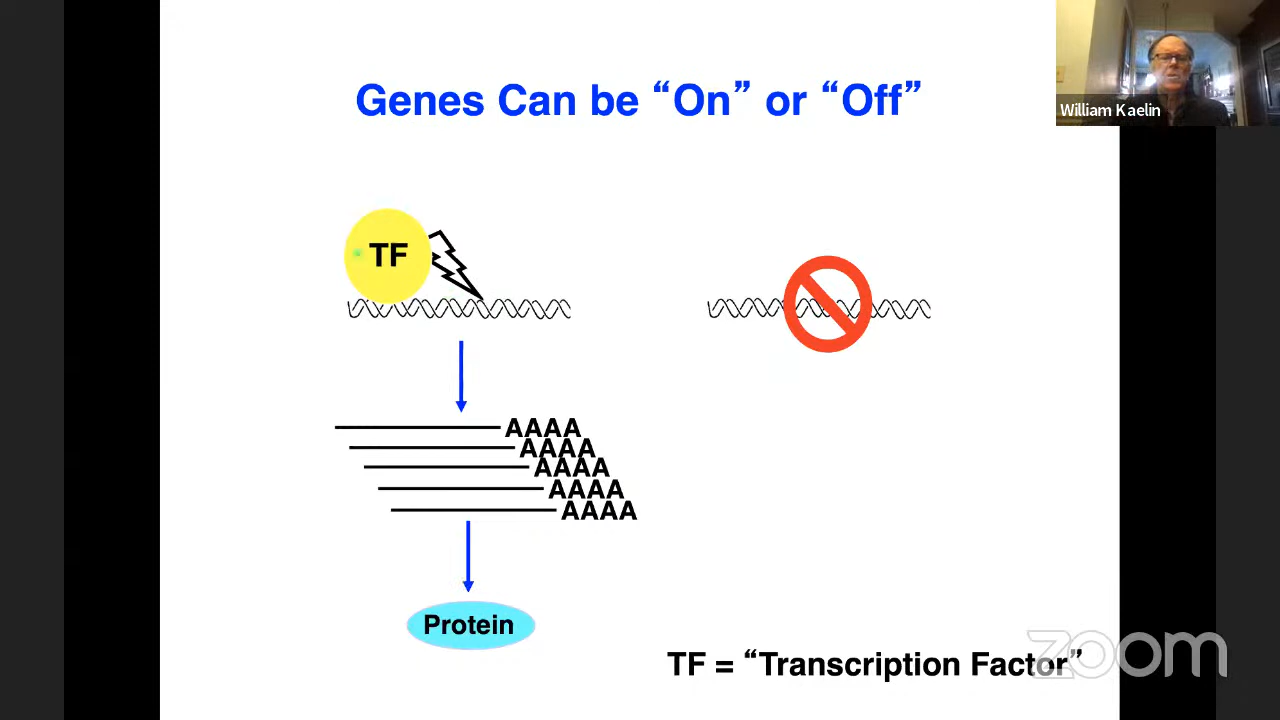 Genes Can be “On” or “Off”
William Kaelin
TF
AAAA
AAAA
AAAA
AAAA
AAAA
Protein
TF = “Transcription Factor”
zoom